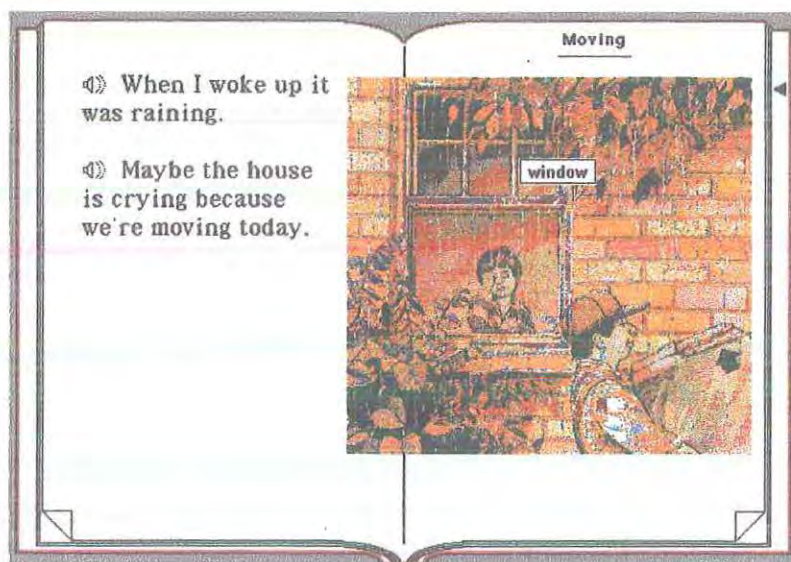 When I woke up it
was raining.
Maybe the house
is crying because
we're moving today.
Moving
window